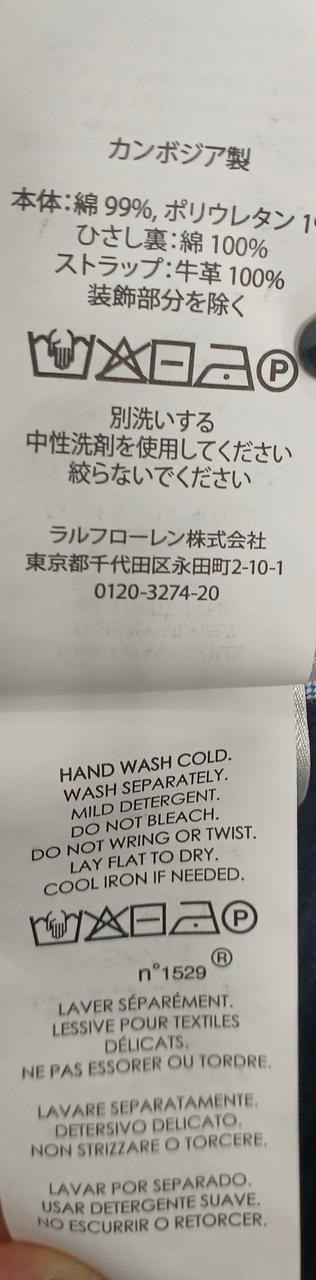 カンボジア製
本体:綿 99%, ポリウレタン 1
ひさし裏:綿 100%
ストラップ:牛革 100%
装飾部分を除く
P
別洗いする
中性洗剤を使用してください
絞らないでください
ラルフローレン株式会社
東京都千代田区永田町2-10-1
0120-3274-20
HAND WASH COLD.
WASH SEPARATELY.
MILD DETERGENT.
DO NOT BLEACH.
DO NOT WRING OR TWIST.
LAY FLAT TO DRY.
COOL IRON IF NEEDED.
P
n°1529 ®
LAVER SÉPARÉMENT.
LESSIVE POUR TEXTILES
DÉLICATS.
NE PAS ESSORER OU TORDRE.
LAVARE SEPARATAMENTE.
DETERSIVO DELICATO.
NON STRIZZARE O TORCERE.
LAVAR POR SEPARADO.
USAR DETERGENTE SUAVE.
NO ESCURRIR O RETORCER.